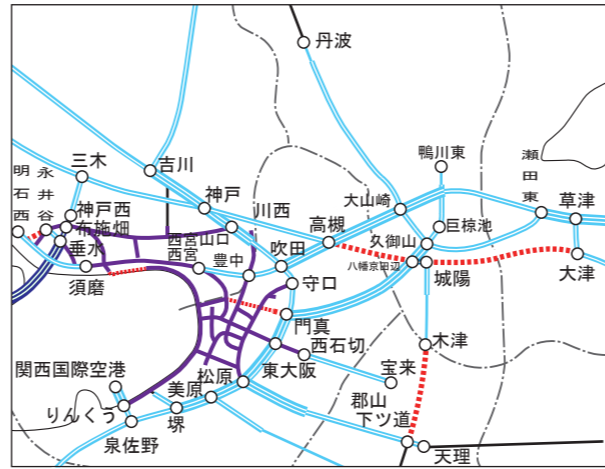 丹波
鴨川東
瀬田東
吉川
三木
永井谷
明石西
神戸
神戸西
布施畑
川西
大山崎
草津
高槻
巨椋池
久御山
西宮山口
西宮
豊中
吹田
垂水
八幡京田辺
城陽
大津
須磨
守口
門真
木津
西石切
東大阪
宝来
関西国際空港
松原
美原
郡山
下ツ道
りんくう
堺
泉佐野
天理